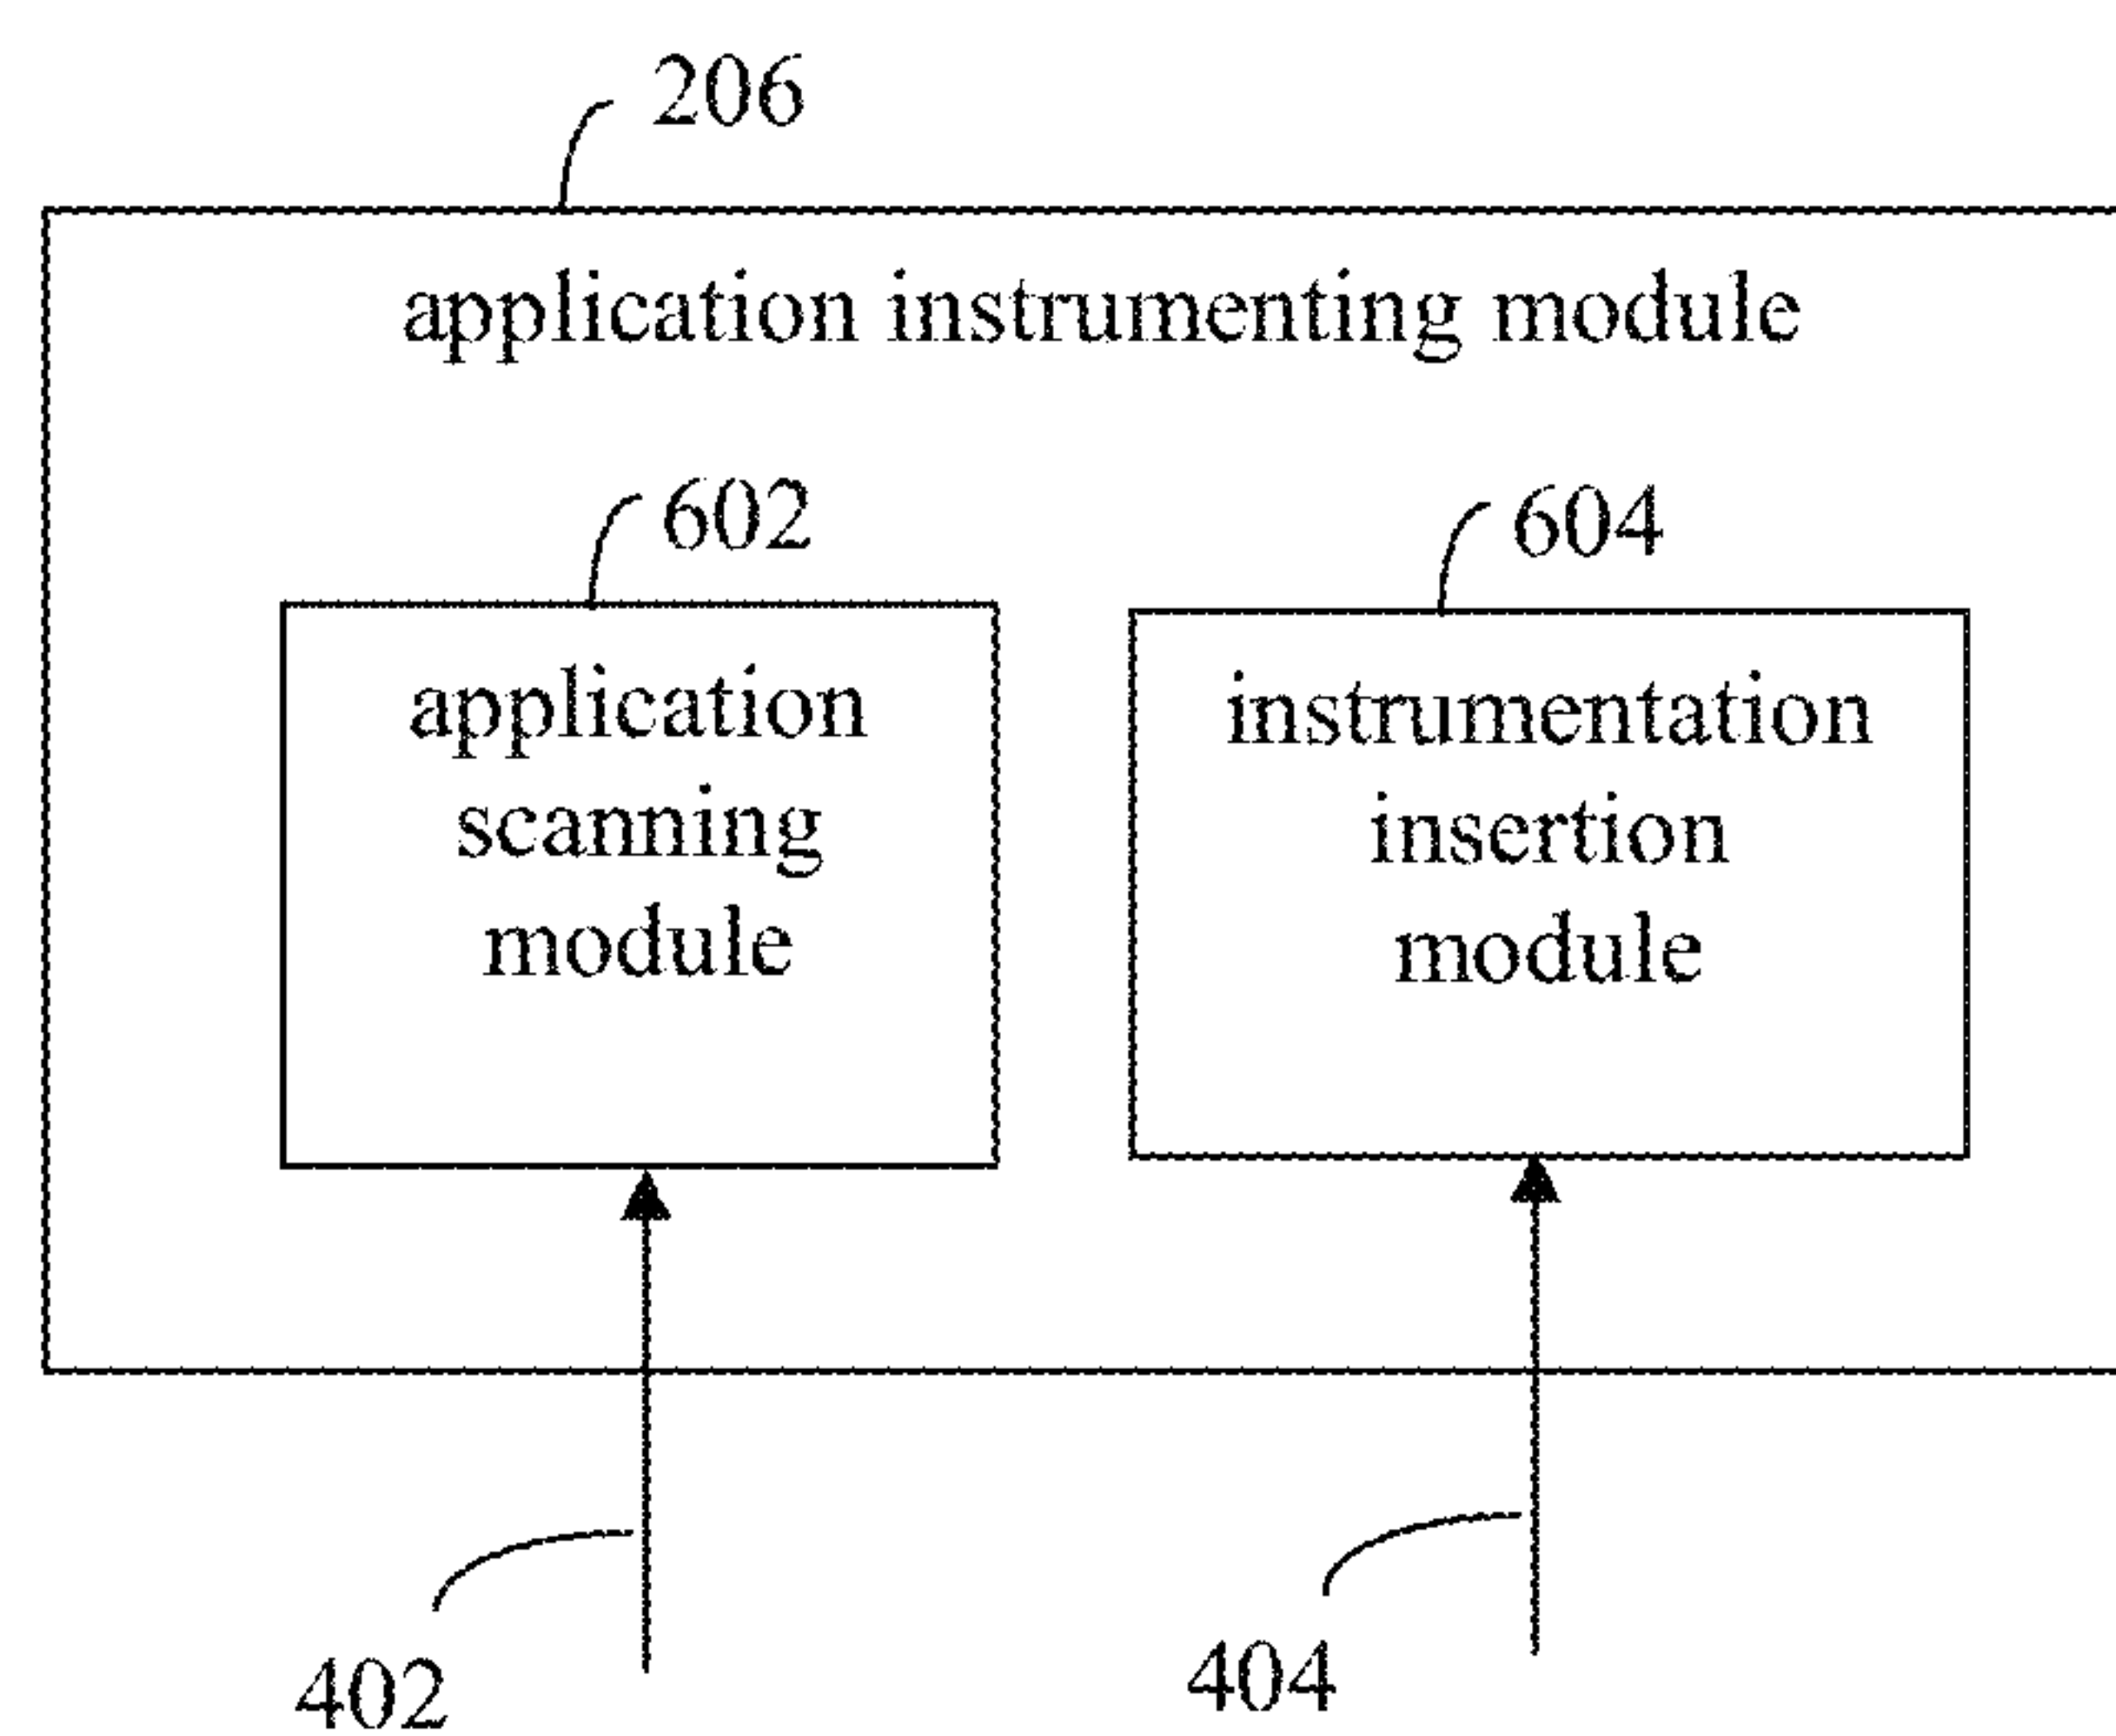 206
application instrumenting module
602
604
application
scanning
module
instrumentation
insertion
module
402
404